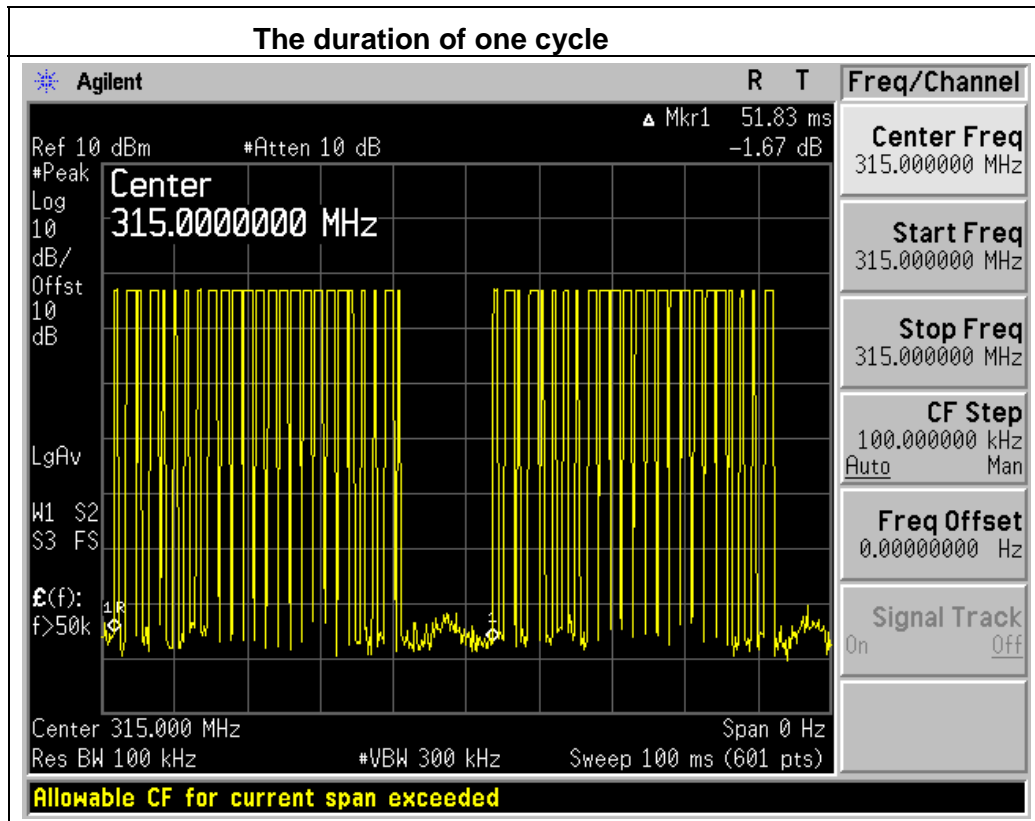 The duration of one cycle
Agilent R T
Freq/Channel
Δ Mkr1 51.83 ms
Ref 10 dBm #Atten 10 dB -1.67 dB
#Peak
Log
10
dB/
Offst
10
dB
Center
315.0000000 MHz
LgAv
W1 S2
S3 FS
£(f):
f>50k
1R
1
Center 315.000 MHz Span 0 Hz
Res BW 100 kHz #VBW 300 kHz Sweep 100 ms (601 pts)
Allowable CF for current span exceeded
Center Freq
315.000000 MHz
Start Freq
315.000000 MHz
Stop Freq
315.000000 MHz
CF Step
100.000000 kHz
Auto Man
Freq Offset
0.00000000 Hz
Signal Track
On Off